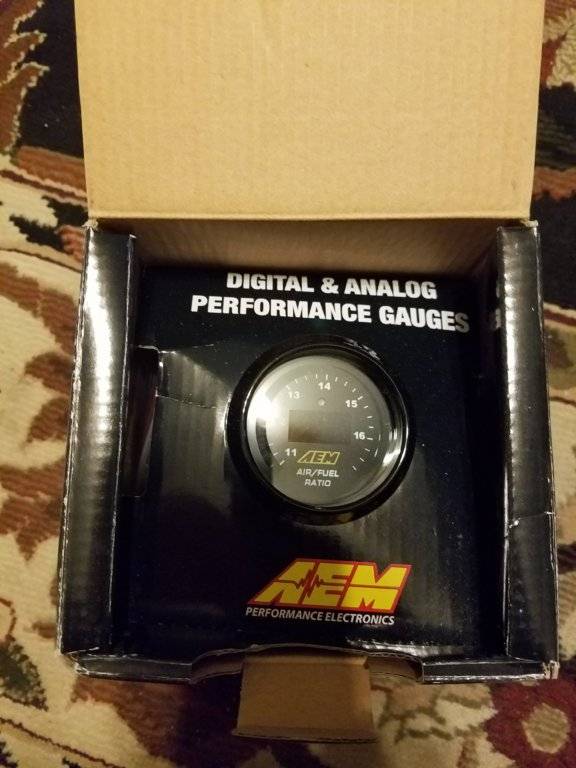 DIGITAL & ANALOG
PERFORMANCE GAUGES
14
13
15
16
11
AEM
AIR/FUEL
RATIO
AEM
PERFORMANCE ELECTRONICS